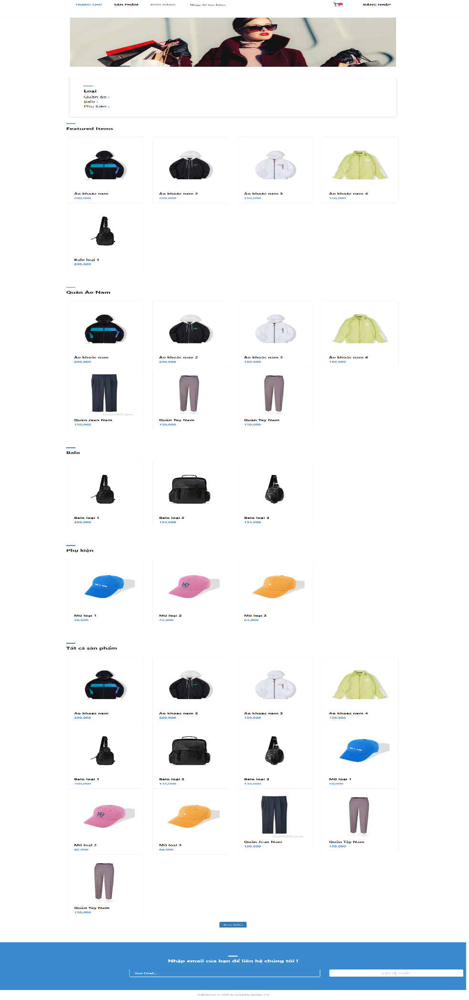 TRANG CHỦ SẢN PHẨM ĐƠN HÀNG Nhập để tìm kiếm 0 ĐĂNG NHẬP
Loại
Quần áo /
Balo /
Phụ kiện /
Featured Items
Áo khoác nam Áo khoác nam 2 Áo khoác nam 3 Áo khoác nam 4
200,000 200,000 150,000 150,000
Balo loại 1
200,000
Quần Áo Nam
Áo khoác nam Áo khoác nam 2 Áo khoác nam 3 Áo khoác nam 4
200,000 200,000 150,000 150,000
Quần Jean Nam Quần Tây Nam Quần Tây Nam
150,000 150,000 150,000
Balo
Balo loại 1 Balo loại 2 Balo loại 3
200,000 134,000 134,000
Phụ kiện
Mũ loại 1 Mũ loại 2 Mũ loại 3
50,000 42,000 64,000
Tất cả sản phẩm
Áo khoác nam Áo khoác nam 2 Áo khoác nam 3 Áo khoác nam 4
200,000 200,000 150,000 150,000
Balo loại 1 Balo loại 2 Balo loại 3 Mũ loại 1
200,000 134,000 134,000 50,000
Mũ loại 2 Mũ loại 3 Quần Jean Nam Quần Tây Nam
42,000 64,000 150,000 150,000
Quần Tây Nam
150,000
Xem thêm
Nhập email của bạn để liên hệ chúng tôi !
Your Email... LIÊN HỆ NGAY!
COPYRIGHT © 2022 BY NGUYEN THANH TIN